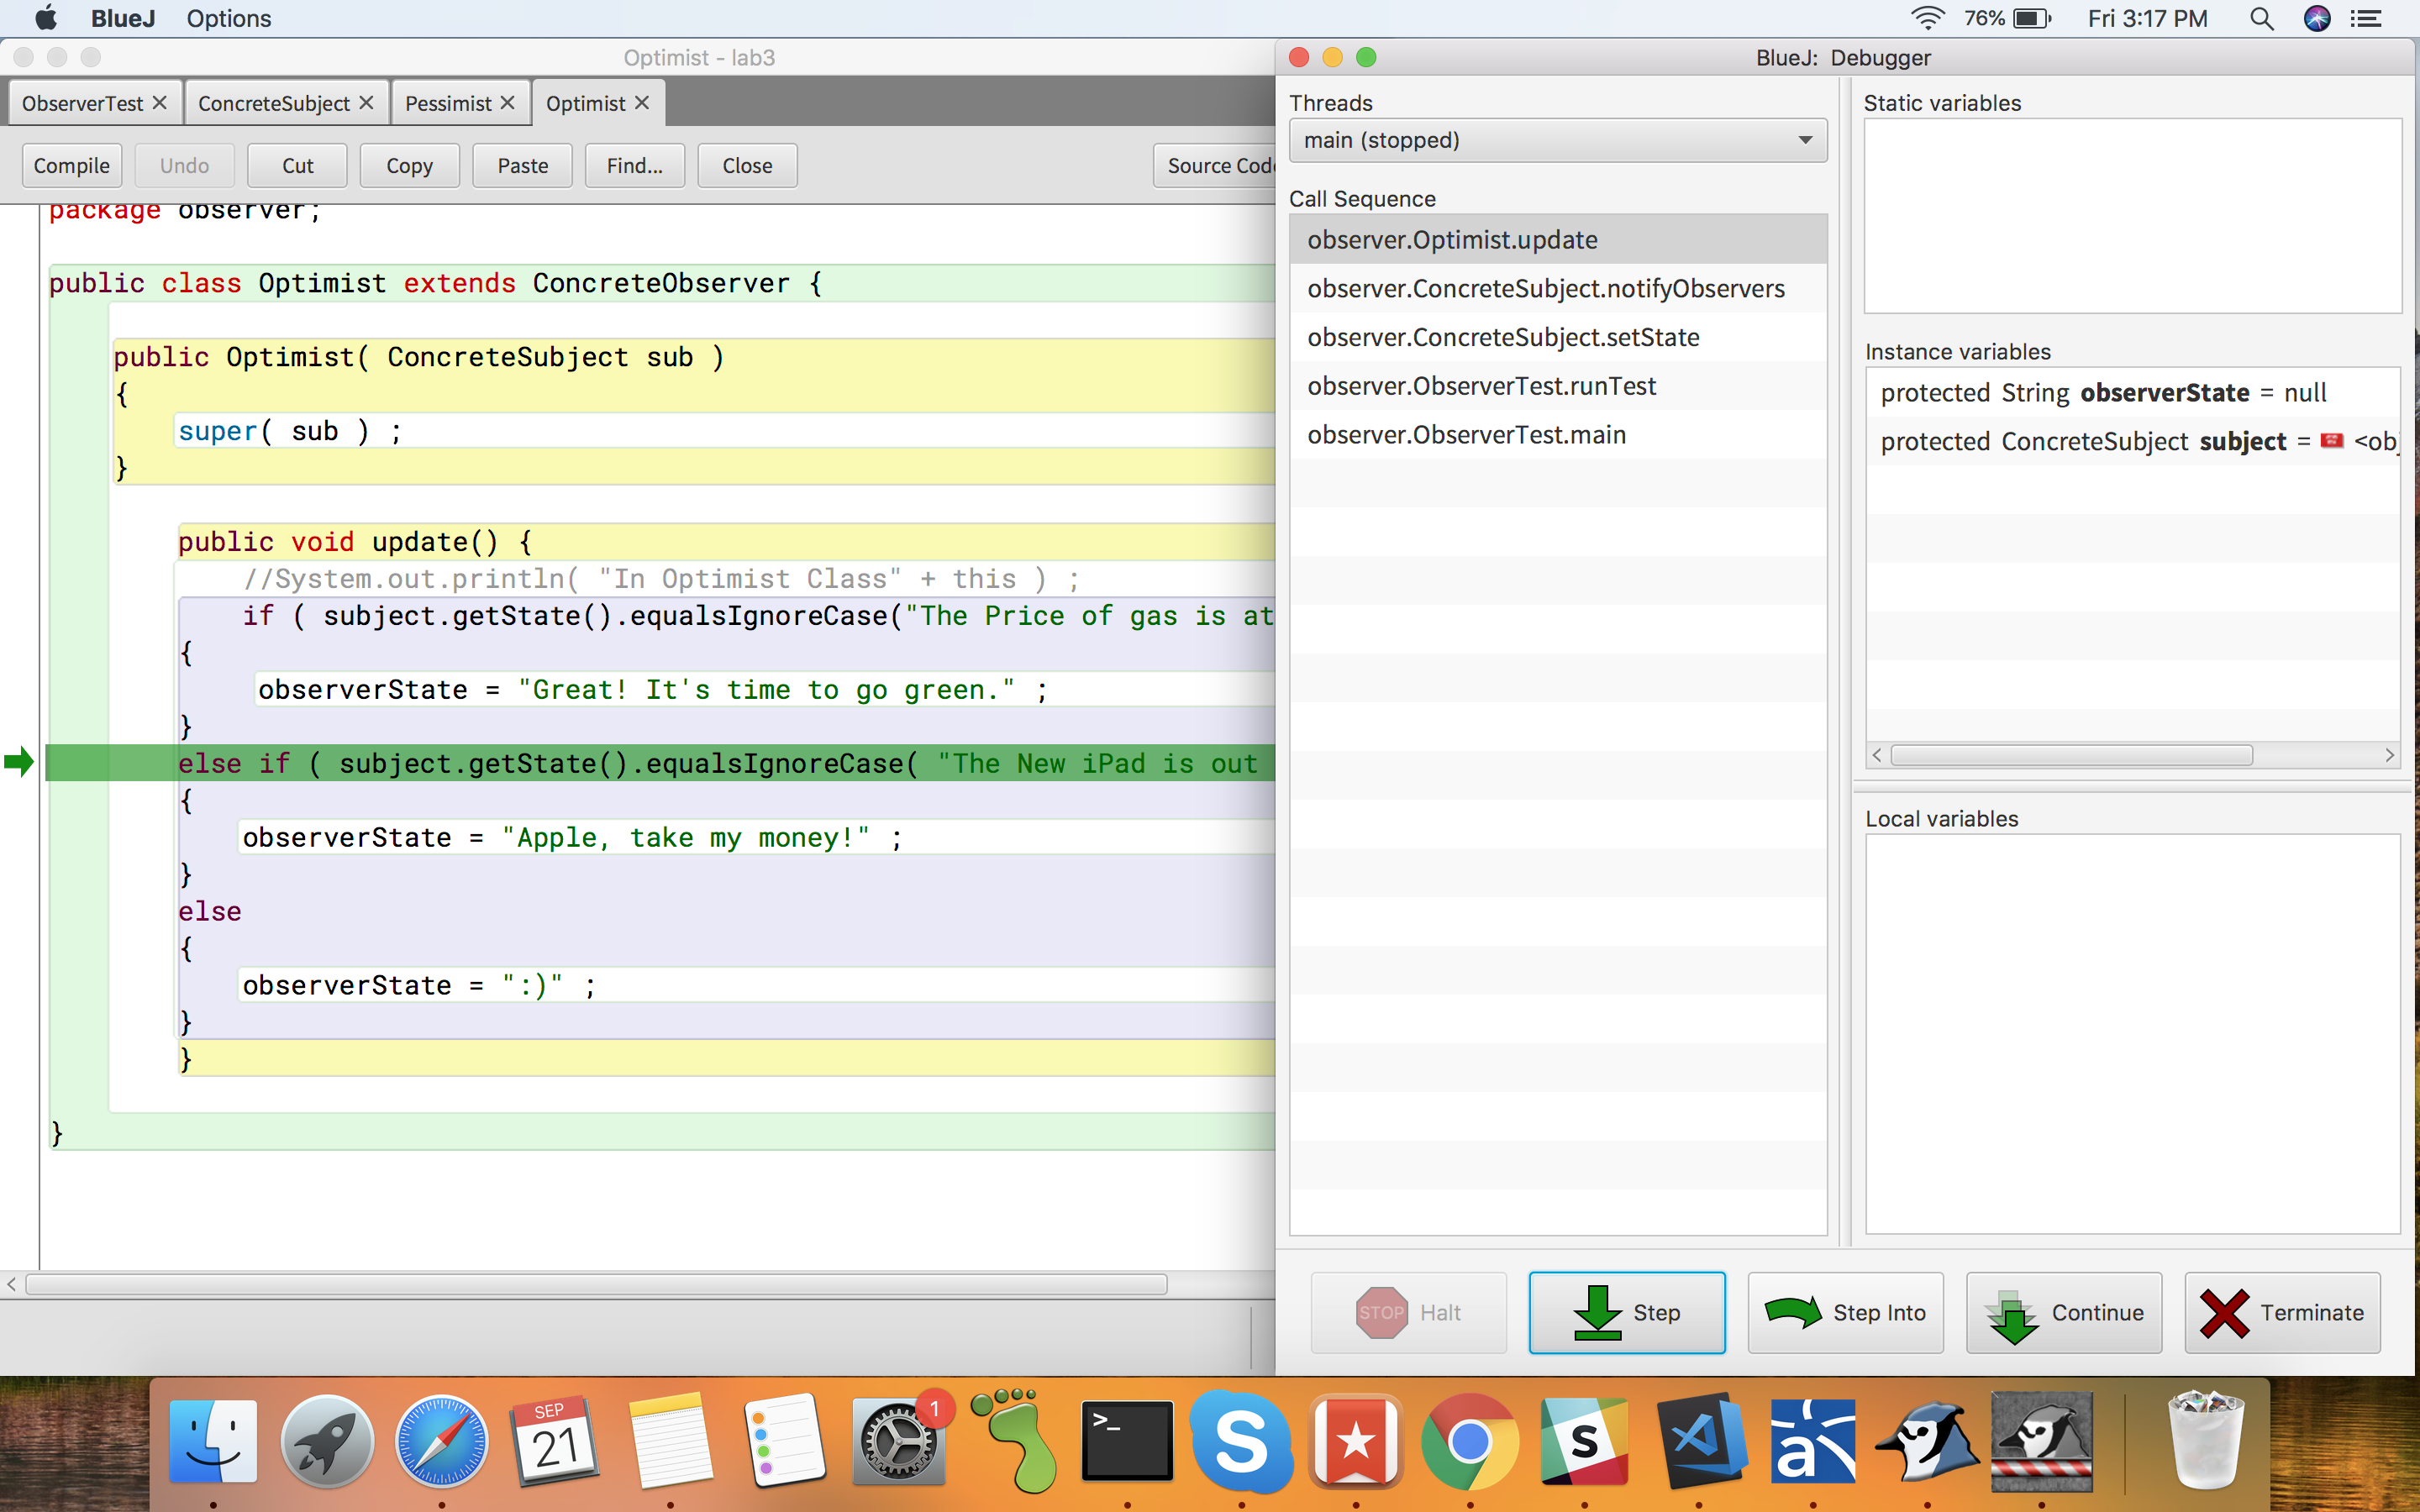 BlueJ Options 76% Fri 3:17 PM
Optimist - lab3
ObserverTest ConcreteSubject Pessimist Optimist
Compile Undo Cut Copy Paste Find... Close Source Code
package observer;
public class Optimist extends ConcreteObserver {
public Optimist( ConcreteSubject sub )
{
super( sub ) ;
}
public void update() {
//System.out.println( "In Optimist Class" + this ) ;
if ( subject.getState().equalsIgnoreCase("The Price of gas is at
{
observerState = "Great! It's time to go green." ;
}
else if ( subject.getState().equalsIgnoreCase( "The New iPad is out
{
observerState = "Apple, take my money!" ;
}
else
{
observerState = ":)" ;
}
}
}
BlueJ: Debugger
Threads
main (stopped)
Call Sequence
observer.Optimist.update
observer.ConcreteSubject.notifyObservers
observer.ConcreteSubject.setState
observer.ObserverTest.runTest
observer.ObserverTest.main
Static variables
Instance variables
protected String observerState = null
protected ConcreteSubject subject = <obj
Local variables
STOP Halt Step Step Into Continue Terminate
SEP
21
1
>_
S
S
a